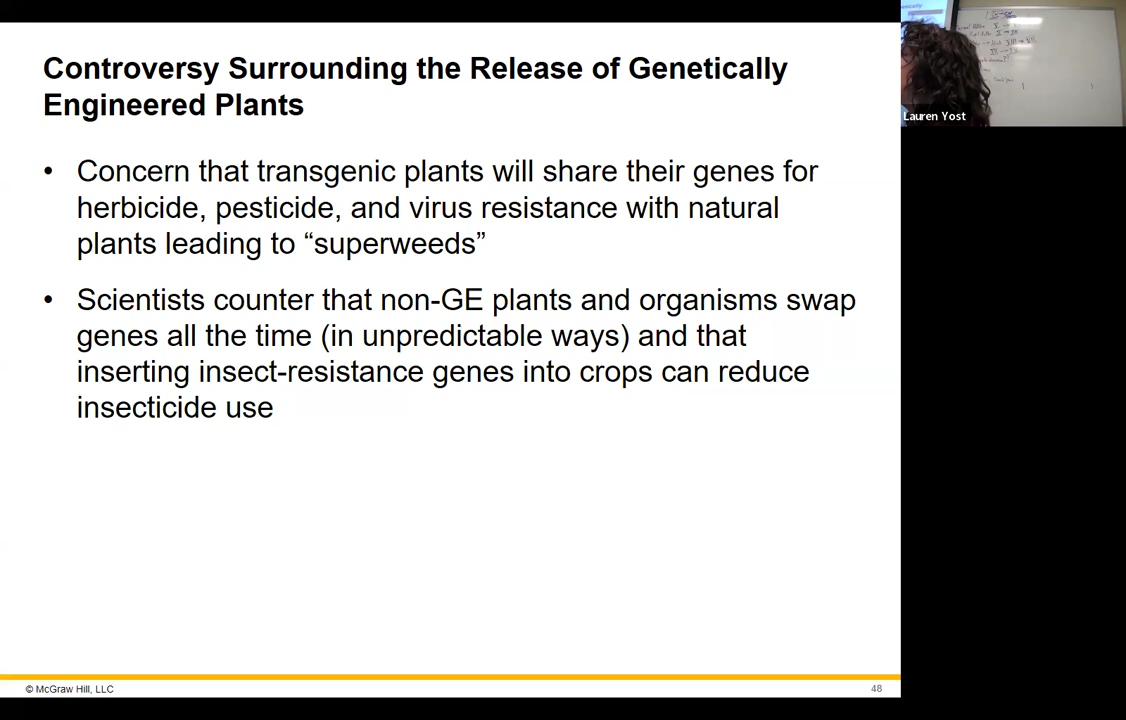 Controversy Surrounding the Release of Genetically
Engineered Plants
• Concern that transgenic plants will share their genes for
herbicide, pesticide, and virus resistance with natural
plants leading to “superweeds”
• Scientists counter that non-GE plants and organisms swap
genes all the time (in unpredictable ways) and that
inserting insect-resistance genes into crops can reduce
insecticide use
© McGraw Hill, LLC
48
Lauren Yost